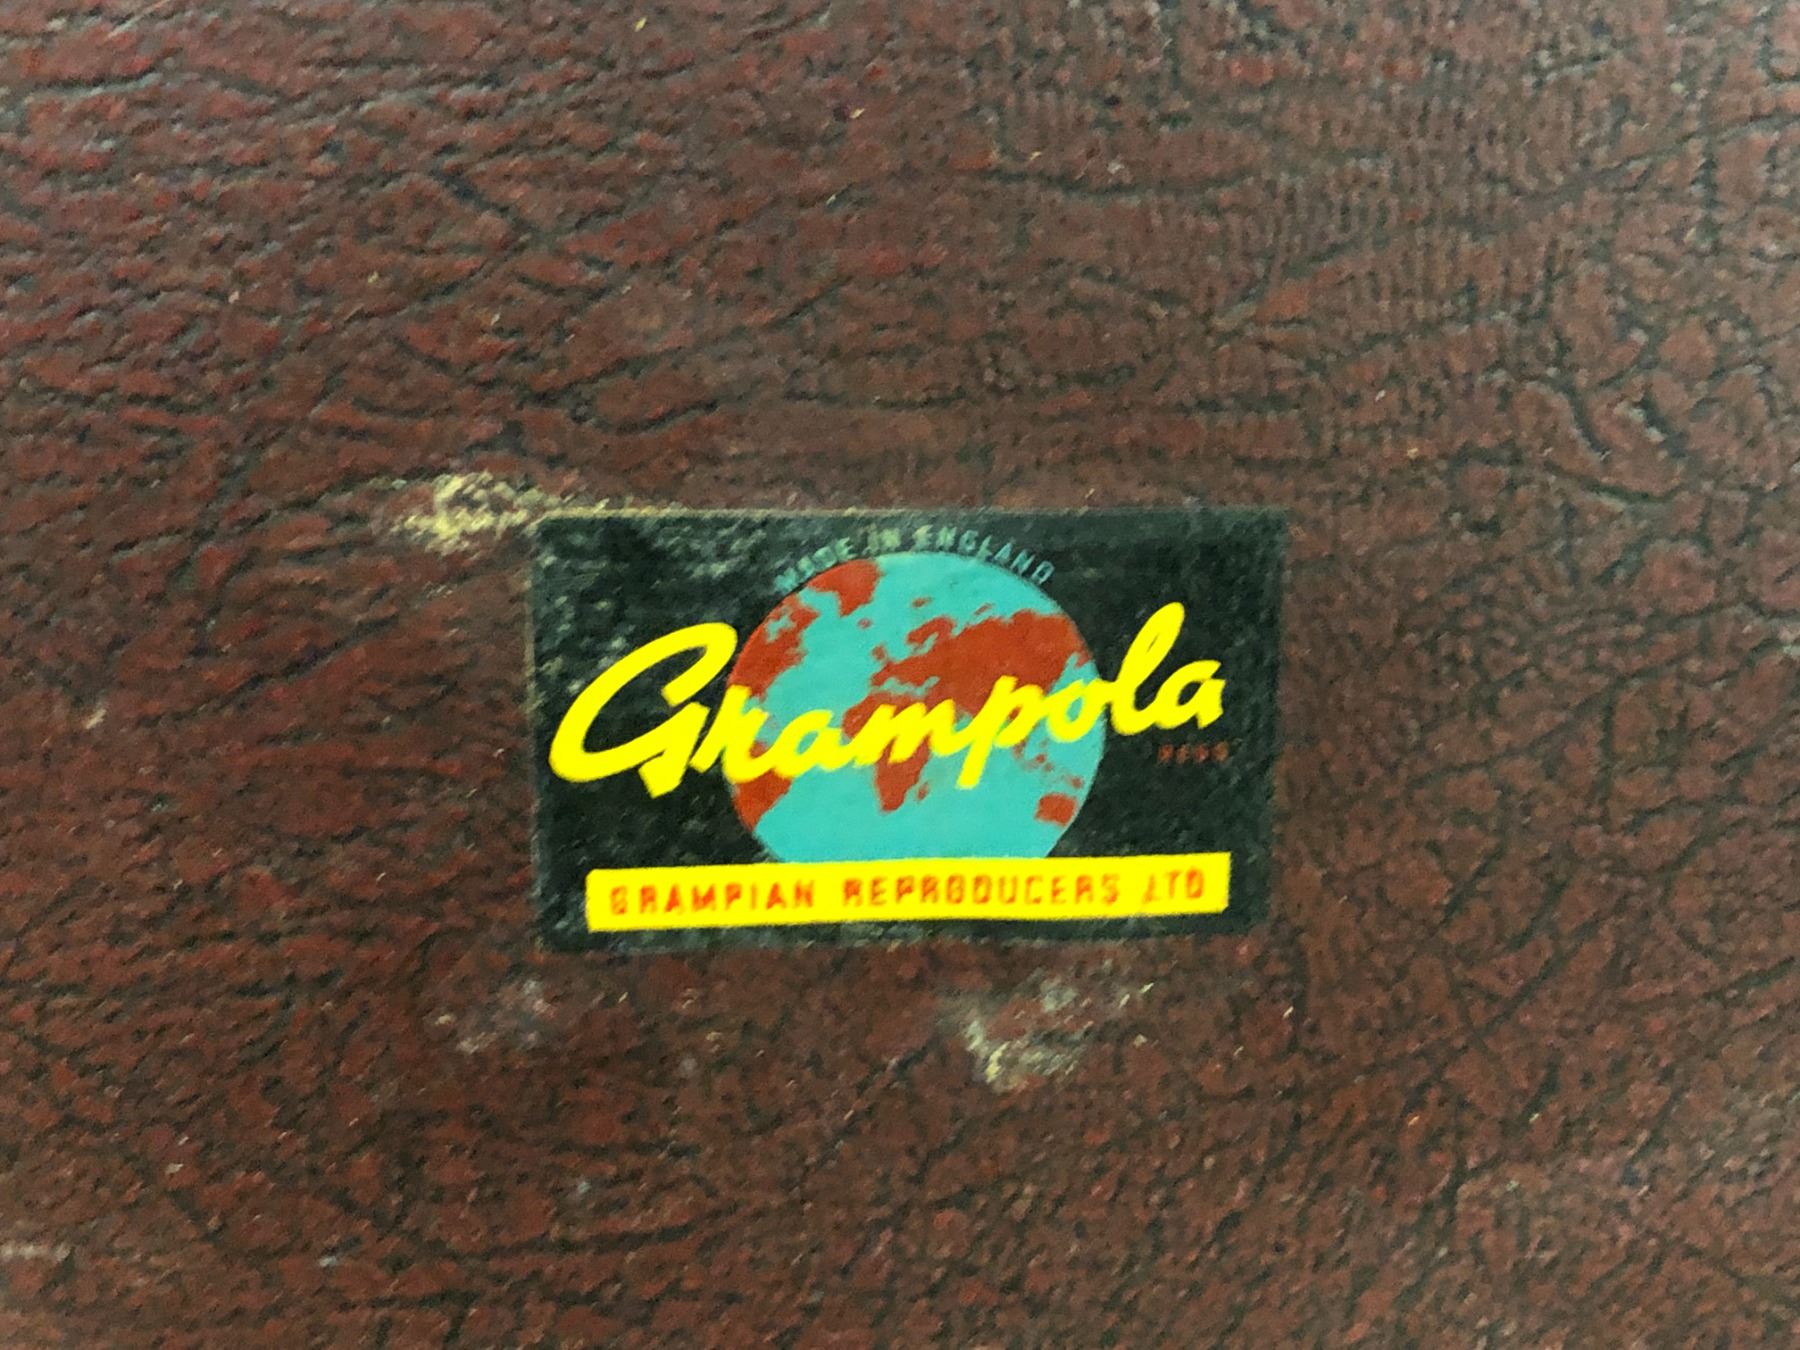 MADE IN ENGLAND
Grampola
REGD
GRAMPIAN REPRODUCERS LTD